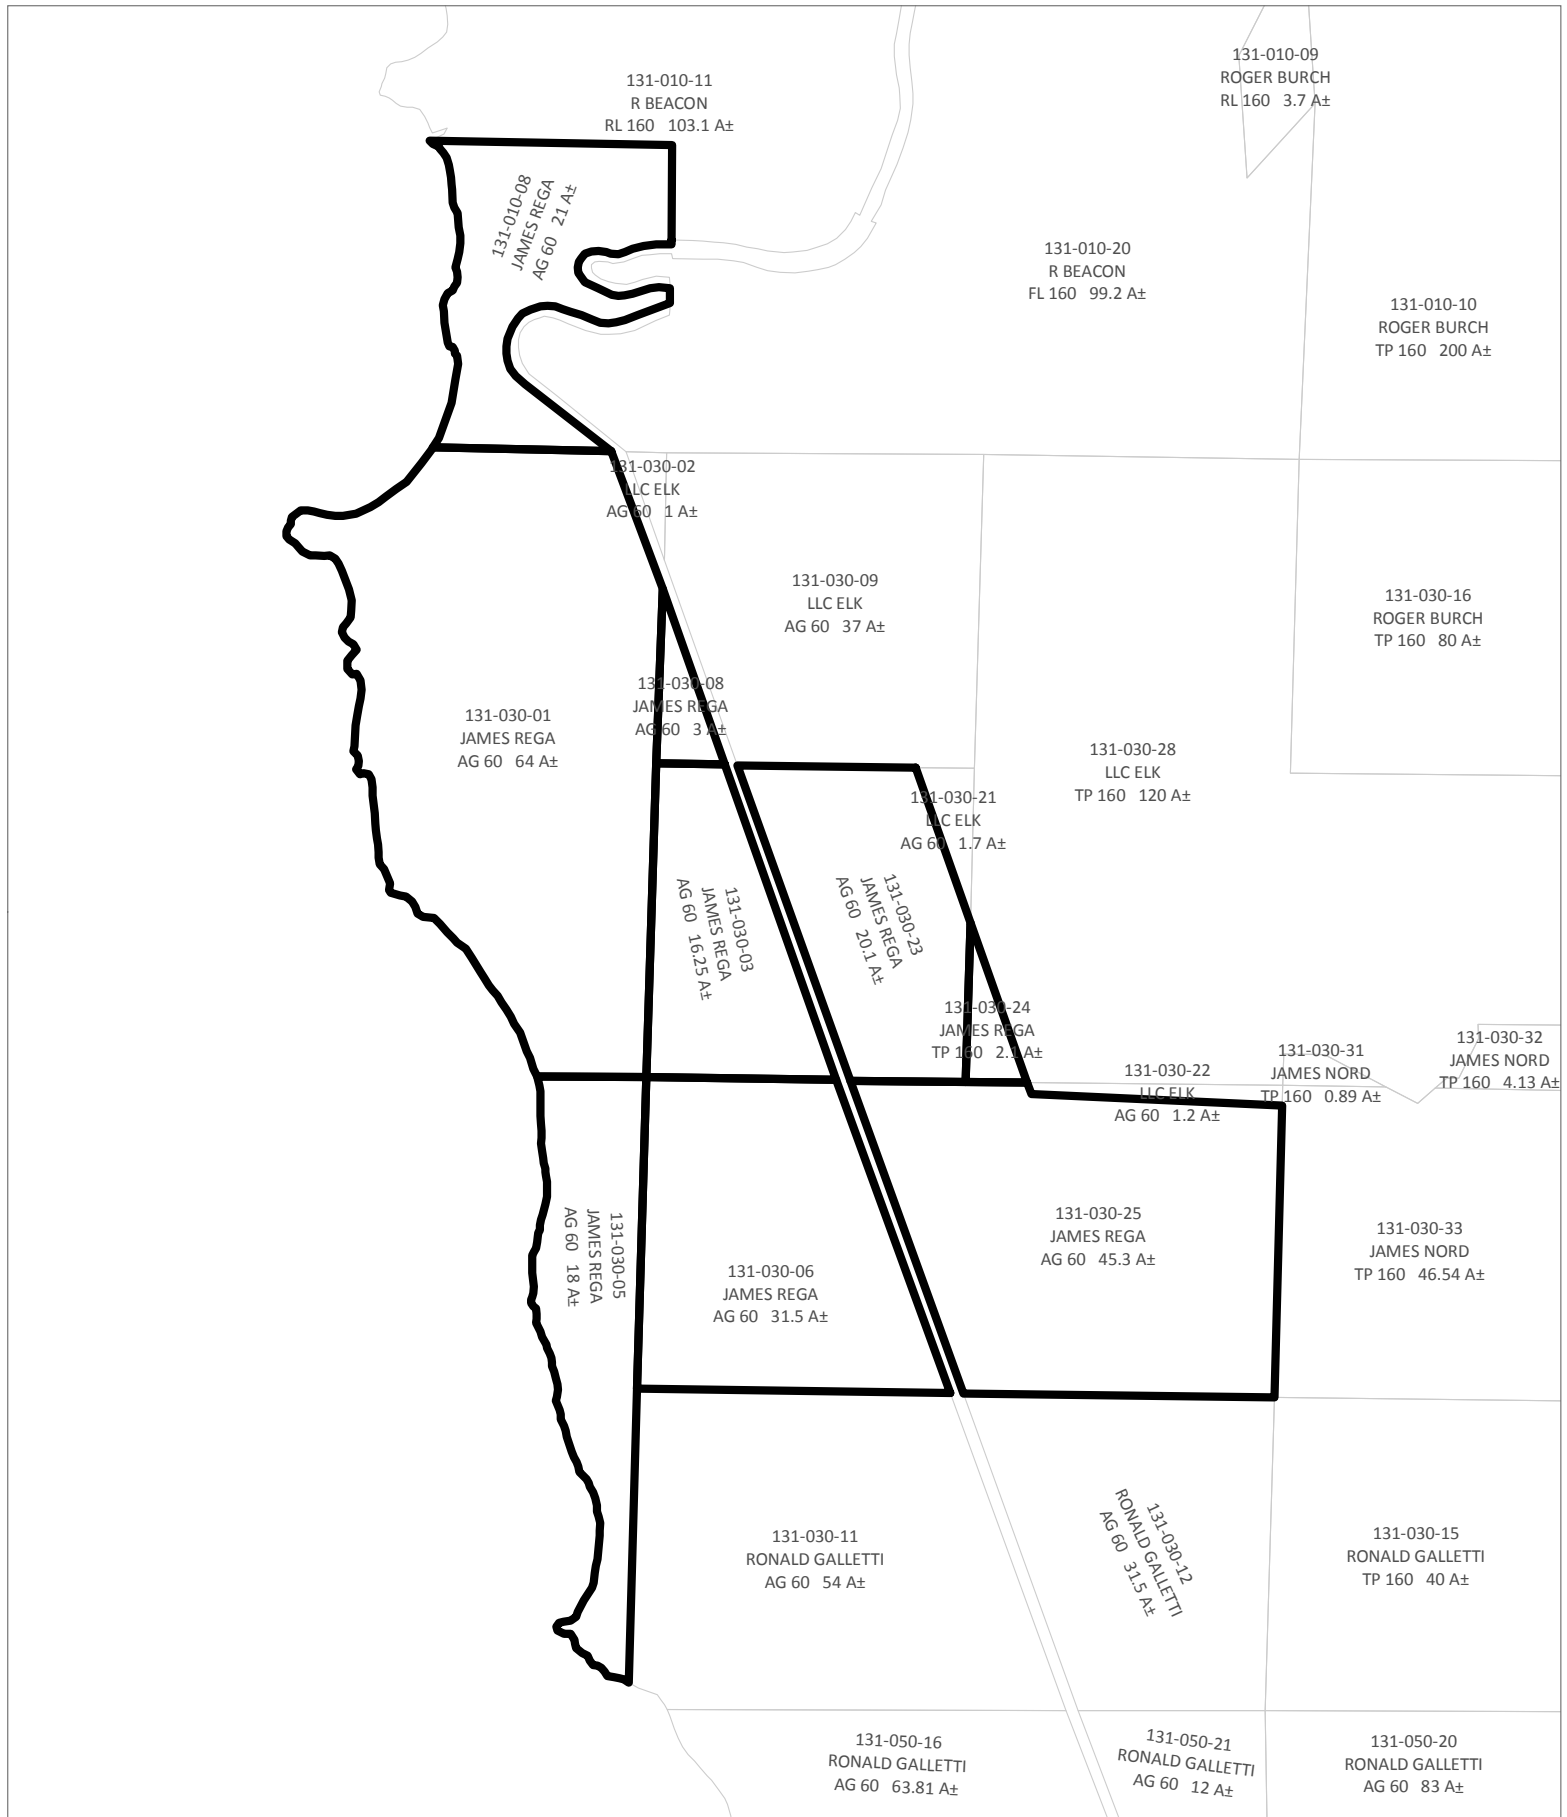 131-010-09
ROGER BURCH
RL 160 3.7 A±
131-010-11
R BEACON
RL 160 103.1 A±
131-010-08
JAMES REGA
AG 60 21 A±
131-010-20
R BEACON
FL 160 99.2 A±
131-010-10
ROGER BURCH
TP 160 200 A±
131-030-02
LLC ELK
AG 60 1 A±
131-030-09
LLC ELK
AG 60 37 A±
131-030-16
ROGER BURCH
TP 160 80 A±
131-030-08
JAMES REGA
AG 60 3 A±
131-030-01
JAMES REGA
AG 60 64 A±
131-030-28
LLC ELK
TP 160 120 A±
131-030-21
LLC ELK
AG 60 1.7 A±
131-030-03
JAMES REGA
AG 60 16.25 A±
131-030-23
JAMES REGA
AG 60 20.1 A±
131-030-24
JAMES REGA
TP 160 2.1 A±
131-030-22
LLC ELK
AG 60 1.2 A±
131-030-31
JAMES NORD
TP 160 0.89 A±
131-030-32
JAMES NORD
TP 160 4.13 A±
131-030-05
JAMES REGA
AG 60 18 A±
131-030-06
JAMES REGA
AG 60 31.5 A±
131-030-25
JAMES REGA
AG 60 45.3 A±
131-030-33
JAMES NORD
TP 160 46.54 A±
131-030-11
RONALD GALLETTI
AG 60 54 A±
131-030-12
RONALD GALLETTI
AG 60 31.5 A±
131-030-15
RONALD GALLETTI
TP 160 40 A±
131-050-16
RONALD GALLETTI
AG 60 63.81 A±
131-050-21
RONALD GALLETTI
AG 60 12 A±
131-050-20
RONALD GALLETTI
AG 60 83 A±